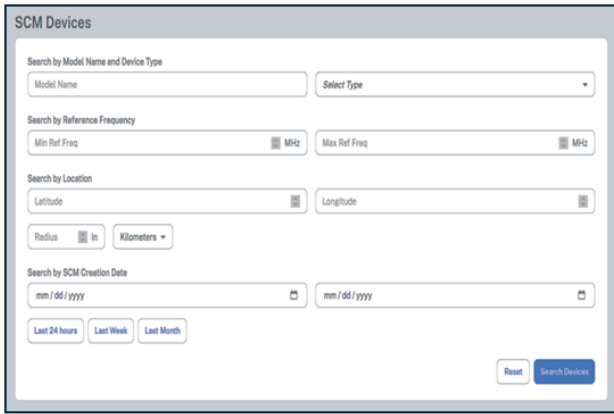 SCM Devices
Search by Model Name and Device Type
Model Name Select Type
Search by Reference Frequency
Min Ref Freq MHz Max Ref Freq MHz
Search by Location
Latitude Longitude
Radius in Kilometers
Search by SCM Creation Date
mm / dd / yyyy mm / dd / yyyy
Last 24 hours Last Week Last Month
Reset Search Devices